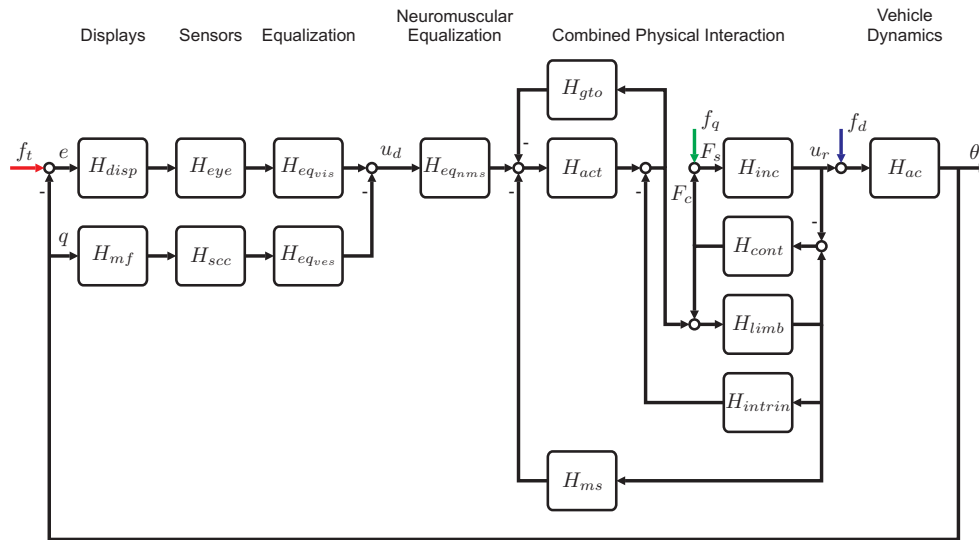 Displays Sensors Equalization Neuromuscular Equalization Combined Physical Interaction Vehicle Dynamics
H_gto
f_t e H_disp H_eye H_eq_vis u_d H_eq_nms - H_act f_q F_s H_inc u_r f_d H_ac θ
- - - - F_c -
q H_mf H_scc H_eq_ves H_cont
H_limb
H_intrin
H_ms